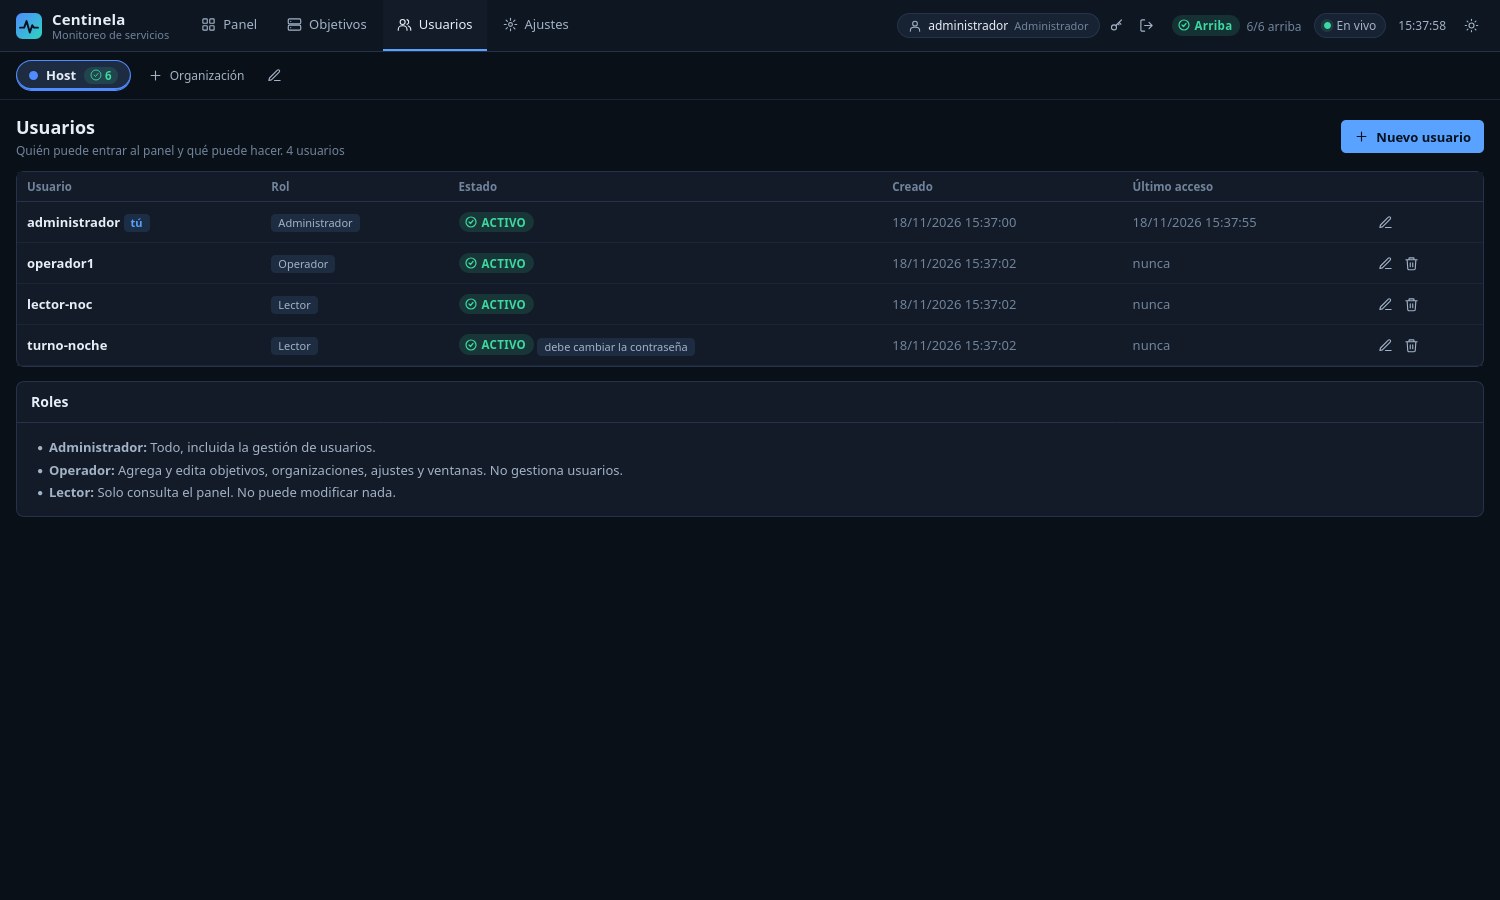 Centinela
Monitoreo de servicios
Panel
Objetivos
Usuarios
Ajustes
administrador Administrador
Arriba 6/6 arriba
En vivo
15:37:58
Host 6
Organización
Usuarios
Quién puede entrar al panel y qué puede hacer. 4 usuarios
Nuevo usuario
Usuario Rol Estado Creado Último acceso
administrador tú Administrador ACTIVO 18/11/2026 15:37:00 18/11/2026 15:37:55
operador1 Operador ACTIVO 18/11/2026 15:37:02 nunca
lector-noc Lector ACTIVO 18/11/2026 15:37:02 nunca
turno-noche Lector ACTIVO debe cambiar la contraseña 18/11/2026 15:37:02 nunca
Roles
• Administrador: Todo, incluida la gestión de usuarios.
• Operador: Agrega y edita objetivos, organizaciones, ajustes y ventanas. No gestiona usuarios.
• Lector: Solo consulta el panel. No puede modificar nada.